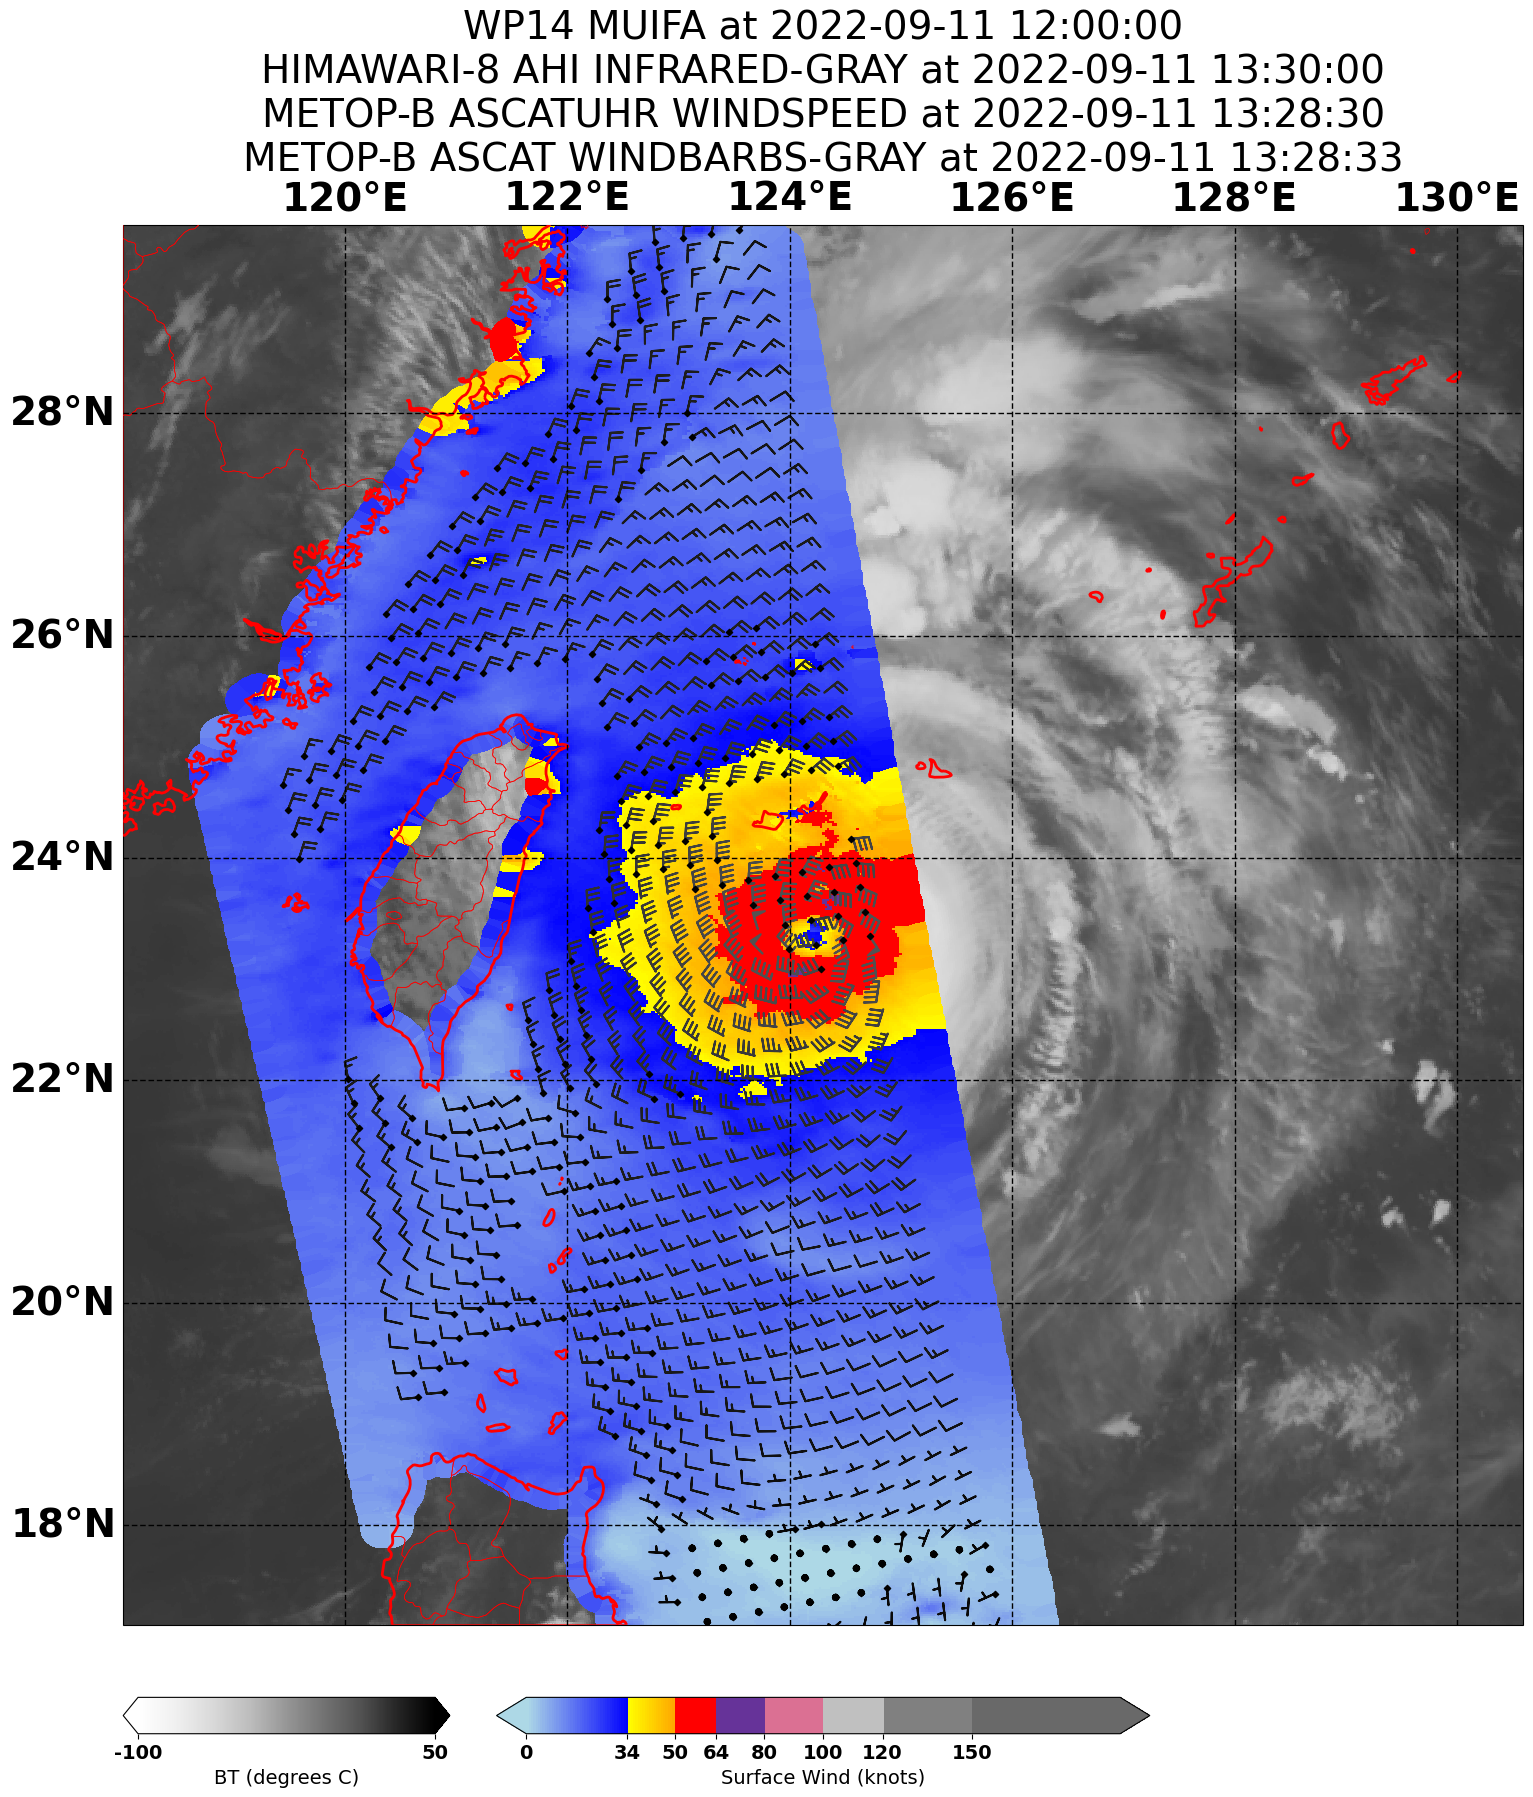 WP14 MUIFA at 2022-09-11 12:00:00
HIMAWARI-8 AHI INFRARED-GRAY at 2022-09-11 13:30:00
METOP-B ASCATUHR WINDSPEED at 2022-09-11 13:28:30
METOP-B ASCAT WINDBARBS-GRAY at 2022-09-11 13:28:33
120°E 122°E 124°E 126°E 128°E 130°E
28°N
26°N
24°N
22°N
20°N
18°N
-100 50 0 34 50 64 80 100 120 150
BT (degrees C) Surface Wind (knots)